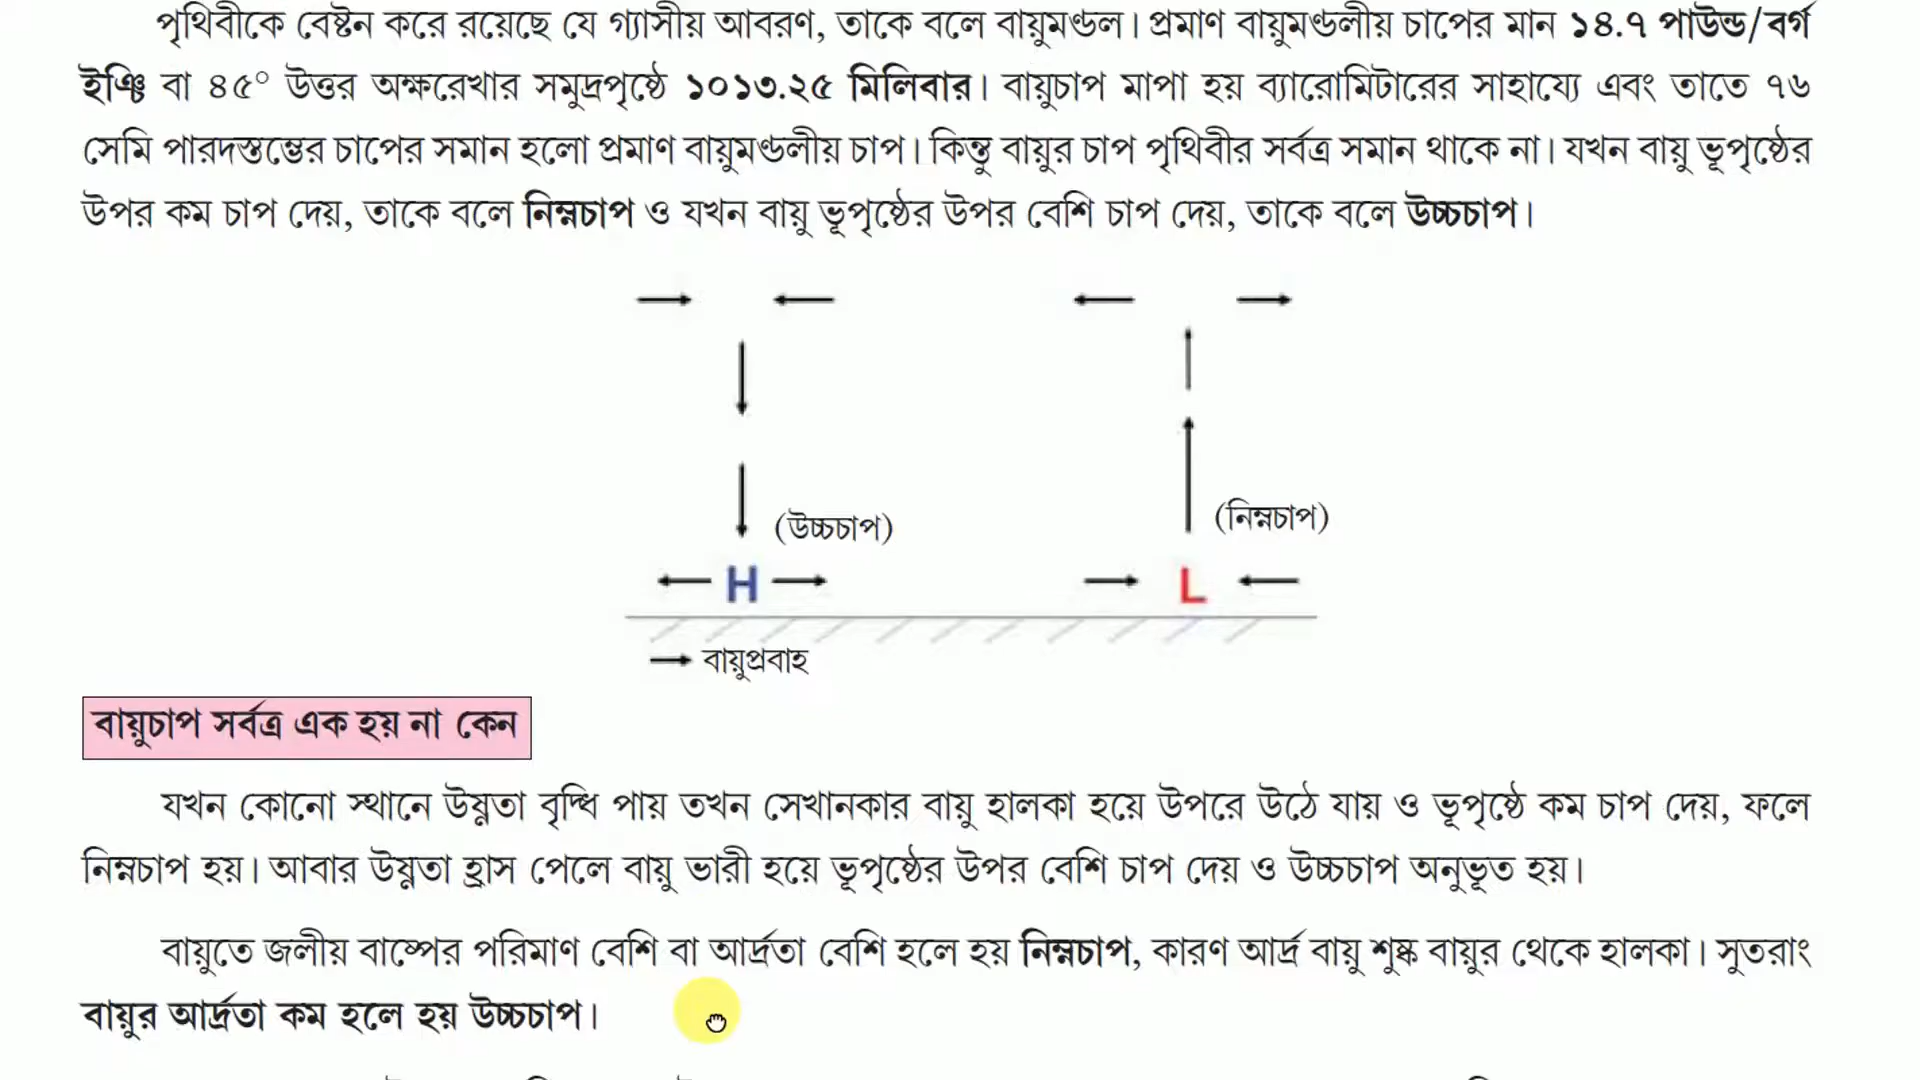 পৃথিবীকে বেষ্টন করে রয়েছে যে গ্যাসীয় আবরণ, তাকে বলে বায়ুমণ্ডল। প্রমাণ বায়ুমণ্ডলীয় চাপের মান ১৪.৭ পাউন্ড/বর্গ
ইঞ্চি বা ৪৫° উত্তর অক্ষরেখার সমুদ্রপৃষ্ঠে ১০১৩.২৫ মিলিবার। বায়ুচাপ মাপা হয় ব্যারোমিটারের সাহায্যে এবং তাতে ৭৬
সেমি পারদস্তম্ভের চাপের সমান হলো প্রমাণ বায়ুমণ্ডলীয় চাপ। কিন্তু বায়ুর চাপ পৃথিবীর সর্বত্র সমান থাকে না। যখন বায়ু ভূপৃষ্ঠের
উপর কম চাপ দেয়, তাকে বলে নিম্নচাপ ও যখন বায়ু ভূপৃষ্ঠের উপর বেশি চাপ দেয়, তাকে বলে উচ্চচাপ।
(উচ্চচাপ) (নিম্নচাপ)
H L
বায়ুপ্রবাহ
বায়ুচাপ সর্বত্র এক হয় না কেন
যখন কোনো স্থানে উষ্ণতা বৃদ্ধি পায় তখন সেখানকার বায়ু হালকা হয়ে উপরে উঠে যায় ও ভূপৃষ্ঠে কম চাপ দেয়, ফলে
নিম্নচাপ হয়। আবার উষ্ণতা হ্রাস পেলে বায়ু ভারী হয়ে ভূপৃষ্ঠের উপর বেশি চাপ দেয় ও উচ্চচাপ অনুভূত হয়।
বায়ুতে জলীয় বাষ্পের পরিমাণ বেশি বা আর্দ্রতা বেশি হলে হয় নিম্নচাপ, কারণ আর্দ্র বায়ু শুষ্ক বায়ুর থেকে হালকা। সুতরাং
বায়ুর আর্দ্রতা কম হলে হয় উচ্চচাপ।